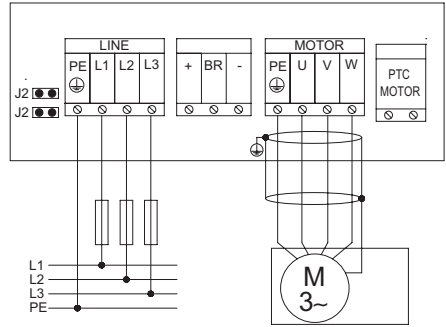 LINE
PE L1 L2 L3
+ BR -
MOTOR
PE U V W
PTC
MOTOR
J2
J2
L1
L2
L3
PE
M
3~